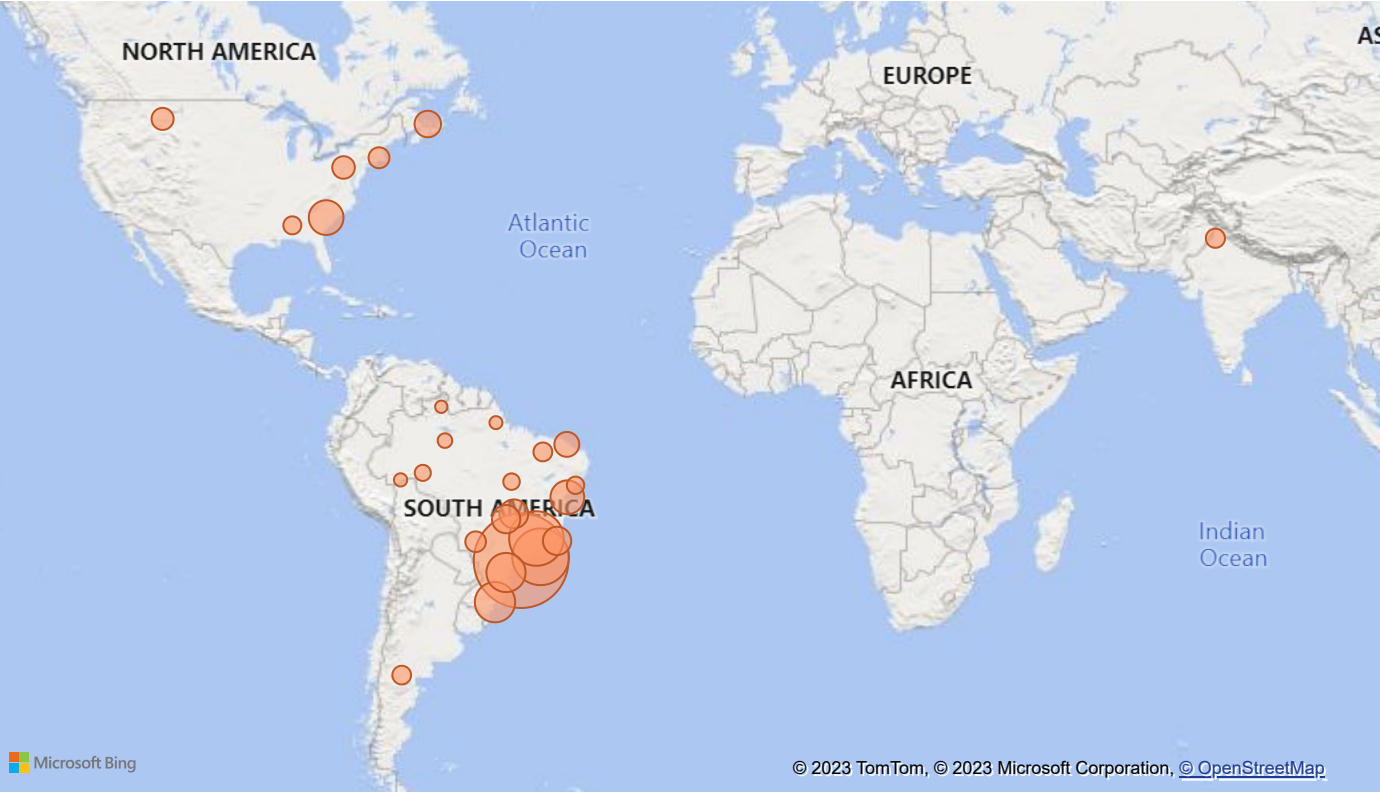 NORTH AMERICA
EUROPE
AS
Atlantic
Ocean
AFRICA
SOUTH AMERICA
Indian
Ocean
Microsoft Bing
© 2023 TomTom, © 2023 Microsoft Corporation, © OpenStreetMap